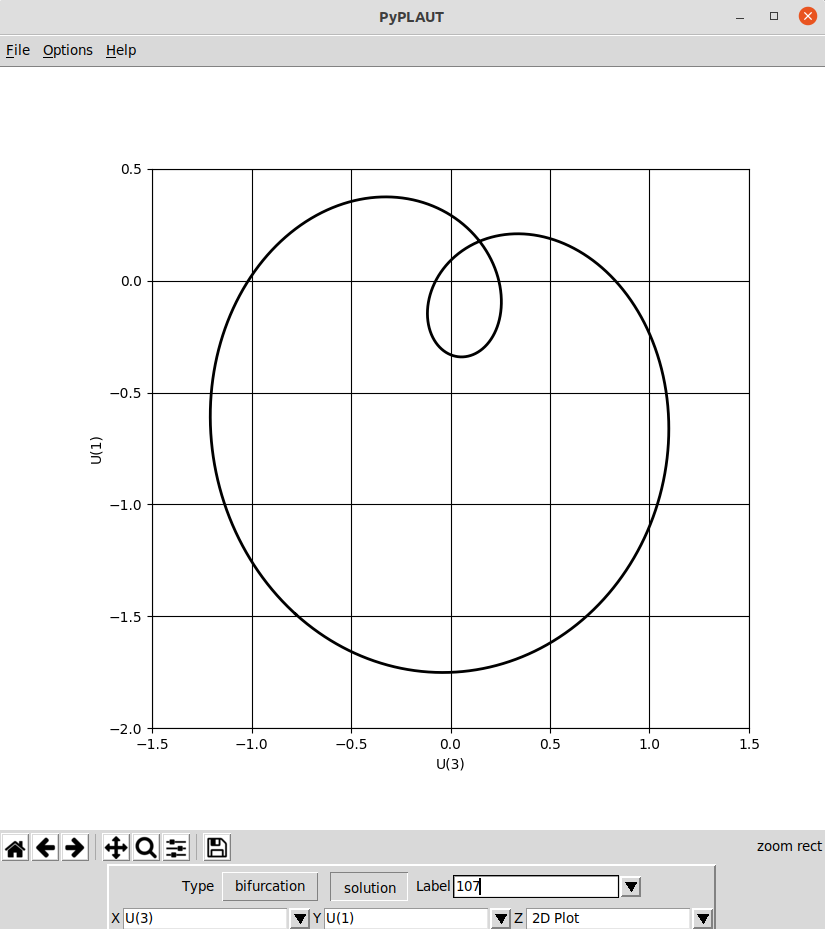 PyPLAUT
File Options Help
0.5
0.0
−0.5
−1.0
−1.5
−2.0
U(1)
−1.5 −1.0 −0.5 0.0 0.5 1.0 1.5
U(3)
zoom rect
Type bifurcation solution Label 107
X U(3) Y U(1) Z 2D Plot